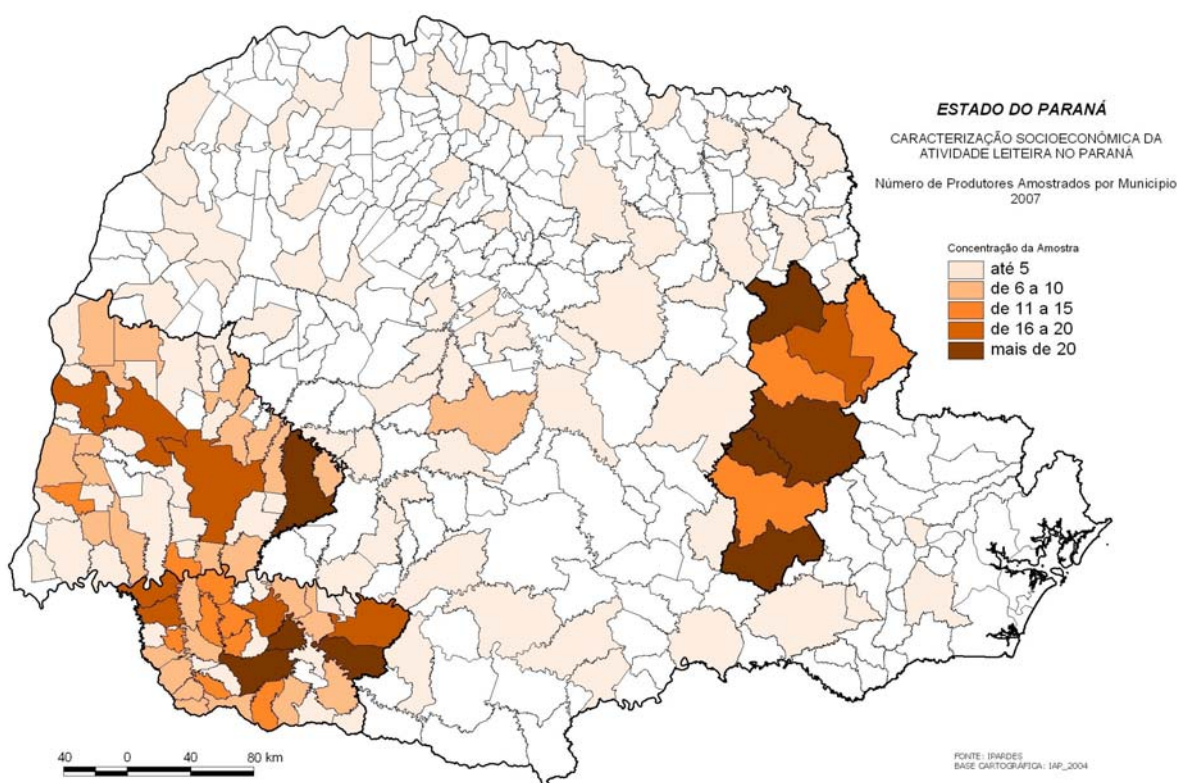 ESTADO DO PARANÁ
CARACTERIZAÇÃO SOCIOECONÔMICA DA
ATIVIDADE LEITEIRA NO PARANÁ
Número de Produtores Amostrados por Município
2007
Concentração da Amostra
até 5
de 6 a 10
de 11 a 15
de 16 a 20
mais de 20
40 0 40 80 km
FONTE: IPARDES
BASE CARTOGRÁFICA: IAP_2004